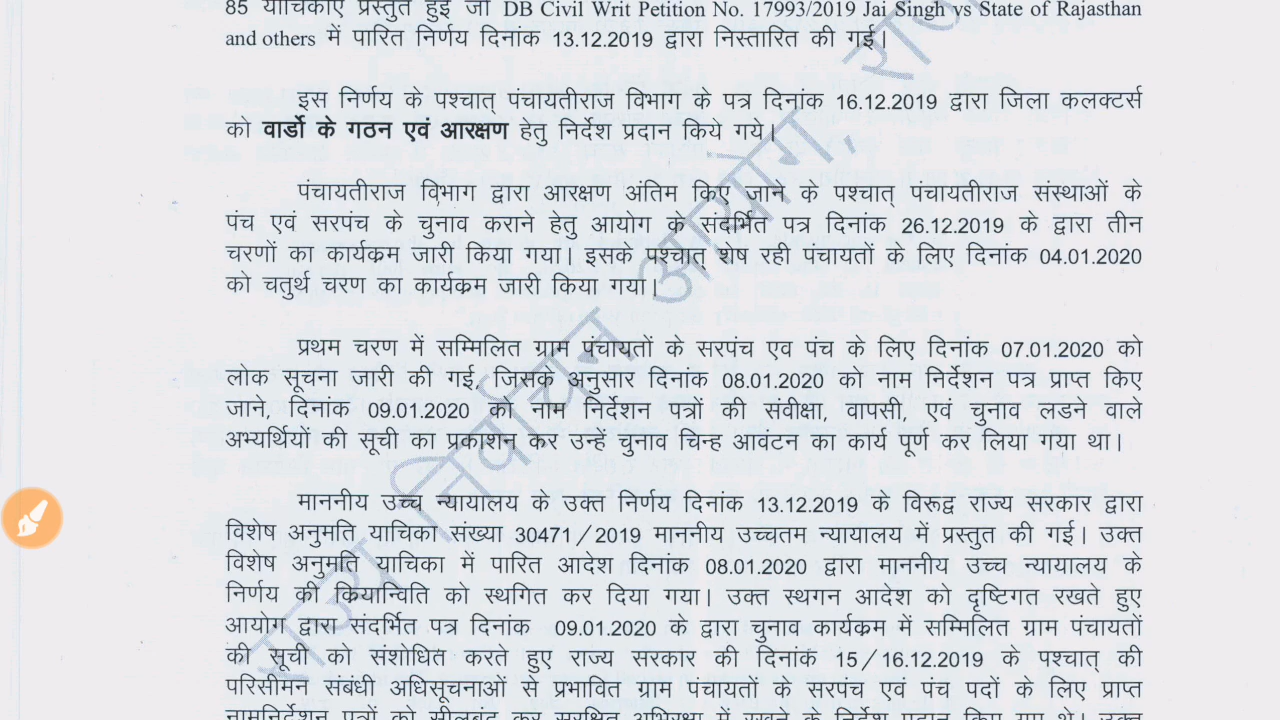 85 याचिकाएं प्रस्तुत हुई जो DB Civil Writ Petition No. 17993/2019 Jai Singh vs State of Rajasthan
and others में पारित निर्णय दिनांक 13.12.2019 द्वारा निस्तारित की गई।
इस निर्णय के पश्चात् पंचायतीराज विभाग के पत्र दिनांक 16.12.2019 द्वारा जिला कलक्टर्स
को वार्डो के गठन एवं आरक्षण हेतु निर्देश प्रदान किये गये।
पंचायतीराज विभाग द्वारा आरक्षण अंतिम किए जाने के पश्चात् पंचायतीराज संस्थाओं के
पंच एवं सरपंच के चुनाव कराने हेतु आयोग के संदर्भित पत्र दिनांक 26.12.2019 के द्वारा तीन
चरणों का कार्यक्रम जारी किया गया। इसके पश्चात् शेष रही पंचायतों के लिए दिनांक 04.01.2020
को चतुर्थ चरण का कार्यक्रम जारी किया गया।
प्रथम चरण में सम्मिलित ग्राम पंचायतों के सरपंच एव पंच के लिए दिनांक 07.01.2020 को
लोक सूचना जारी की गई, जिसके अनुसार दिनांक 08.01.2020 को नाम निर्देशन पत्र प्राप्त किए
जाने, दिनांक 09.01.2020 को नाम निर्देशन पत्रों की संवीक्षा, वापसी, एवं चुनाव लडने वाले
अभ्यर्थियों की सूची का प्रकाशन कर उन्हें चुनाव चिन्ह आवंटन का कार्य पूर्ण कर लिया गया था।
माननीय उच्च न्यायालय के उक्त निर्णय दिनांक 13.12.2019 के विरूद्व राज्य सरकार द्वारा
विशेष अनुमति याचिका संख्या 30471/2019 माननीय उच्चतम न्यायालय में प्रस्तुत की गई। उक्त
विशेष अनुमति याचिका में पारित आदेश दिनांक 08.01.2020 द्वारा माननीय उच्च न्यायालय के
निर्णय की क्रियान्विति को स्थगित कर दिया गया। उक्त स्थगन आदेश को दृष्टिगत रखते हुए
आयोग द्वारा संदर्भित पत्र दिनांक 09.01.2020 के द्वारा चुनाव कार्यक्रम में सम्मिलित ग्राम पंचायतों
की सूची को संशोधित करते हुए राज्य सरकार की दिनांक 15/16.12.2019 के पश्चात् की
परिसीमन संबंधी अधिसूचनाओं से प्रभावित ग्राम पंचायतों के सरपंच एवं पंच पदों के लिए प्राप्त
नामनिर्देशन पत्रों को सीलबंद कर सुरक्षित अभिरक्षा में रखने के निर्देश प्रदान किए गए थे। उक्त
राज्य निर्वाचन आयोग, राज